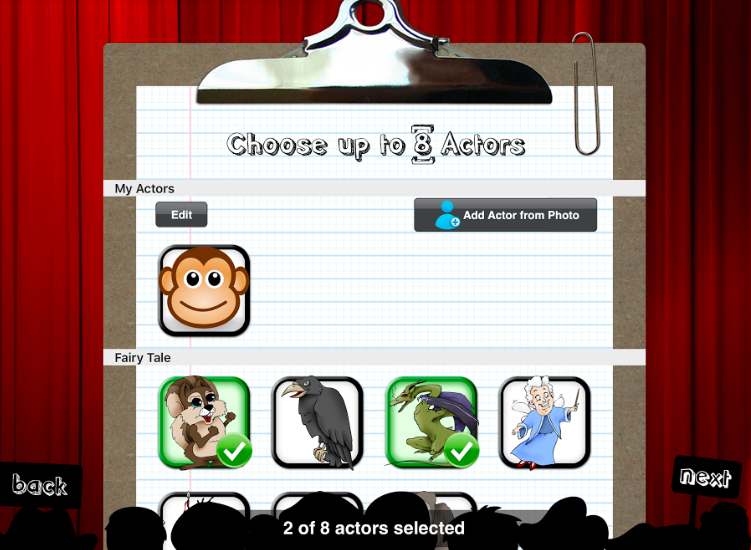 Choose up to 8 Actors
My Actors
Edit
Add Actor from Photo
Fairy Tale
back
next
2 of 8 actors selected